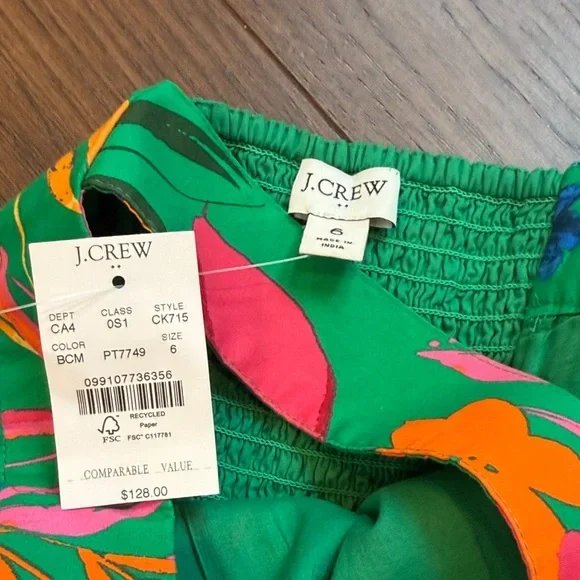 J.CREW
6
MADE IN
INDIA
J.CREW
DEPT CLASS STYLE
CA4 0S1 CK715
COLOR SIZE
BCM PT7749 6
099107736356
FSC
RECYCLED
Paper
FSC® C117781
COMPARABLE VALUE
$128.00